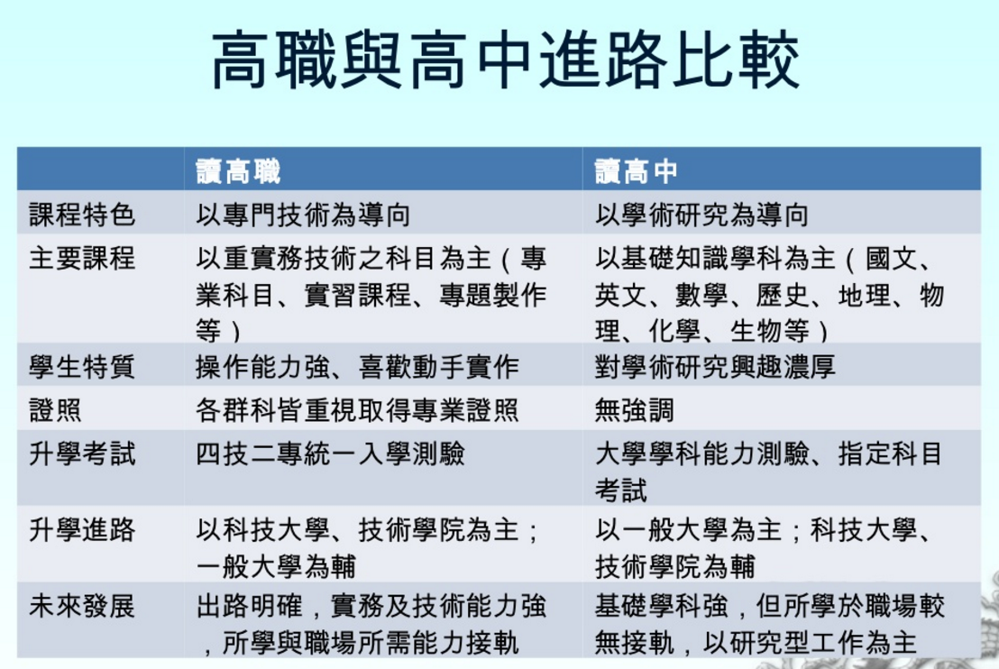 高職與高中進路比較
讀高職
讀高中
課程特色
以專門技術為導向
以學術研究為導向
主要課程
以重實務技術之科目為主（專
業科目、實習課程、專題製作
等）
以基礎知識學科為主（國文、
英文、數學、歷史、地理、物
理、化學、生物等）
學生特質
操作能力強、喜歡動手實作
對學術研究興趣濃厚
證照
各群科皆重視取得專業證照
無強調
升學考試
四技二專統一入學測驗
大學學科能力測驗、指定科目
考試
升學進路
以科技大學、技術學院為主；
一般大學為輔
以一般大學為主；科技大學、
技術學院為輔
未來發展
出路明確，實務及技術能力強
，所學與職場所需能力接軌
基礎學科強，但所學於職場較
無接軌，以研究型工作為主